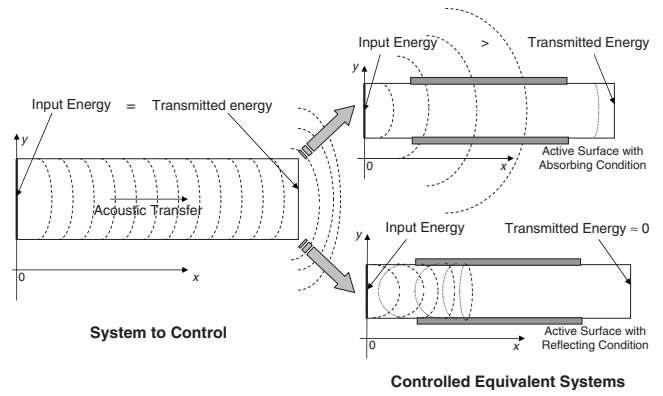 Input Energy = Transmitted energy
y
Acoustic Transfer
0
x
System to Control
Input Energy > Transmitted Energy
y
0
x
Active Surface with
Absorbing Condition
Input Energy Transmitted Energy ≈ 0
y
0
x
Active Surface with
Reflecting Condition
Controlled Equivalent Systems